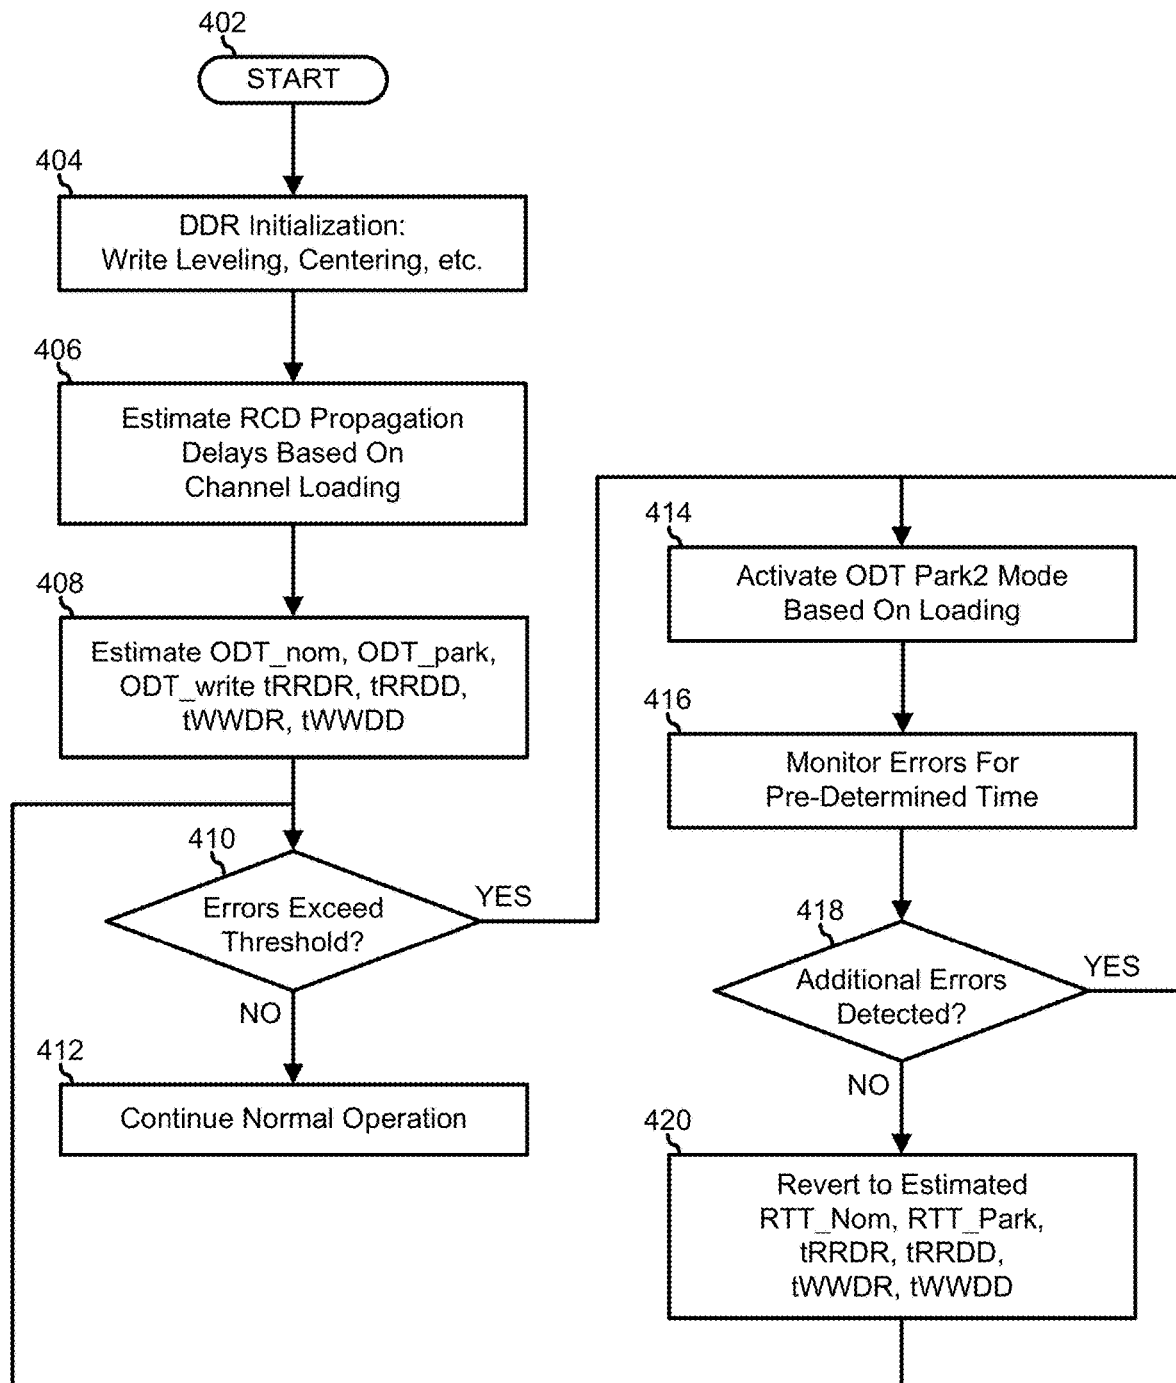 402
START
404
DDR Initialization:
Write Leveling, Centering, etc.
406
Estimate RCD Propagation
Delays Based On
Channel Loading
408
Estimate ODT_nom, ODT_park,
ODT_write tRRDR, tRRDD,
tWWDR, tWWDD
410
Errors Exceed
Threshold?
YES
NO
412
Continue Normal Operation
414
Activate ODT Park2 Mode
Based On Loading
416
Monitor Errors For
Pre-Determined Time
418
Additional Errors
Detected?
YES
NO
420
Revert to Estimated
RTT_Nom, RTT_Park,
tRRDR, tRRDD,
tWWDR, tWWDD